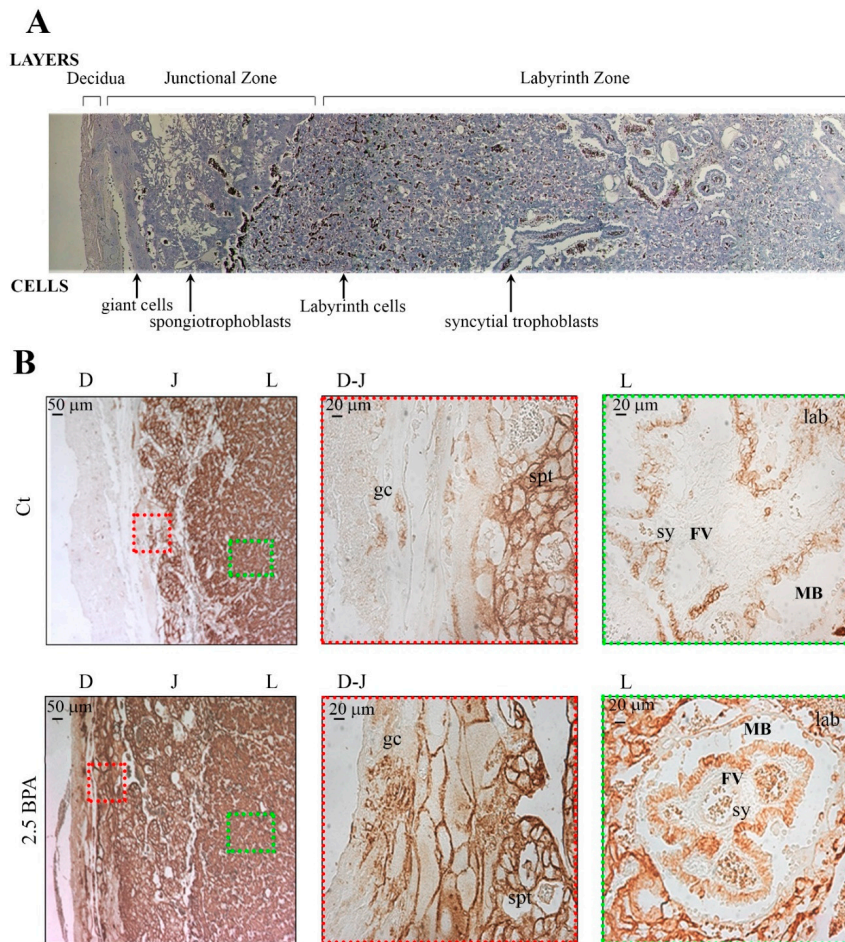 A
LAYERS
Decidua Junctional Zone Labyrinth Zone
CELLS
giant cells
spongiotrophoblasts
Labyrinth cells
syncytial trophoblasts
B
D J L D-J L
Ct
50 μm
20 μm
gc
spt
20 μm
lab
sy
FV
MB
D J L D-J L
2.5 BPA
50 μm
20 μm
gc
spt
20 μm
lab
MB
FV
sy